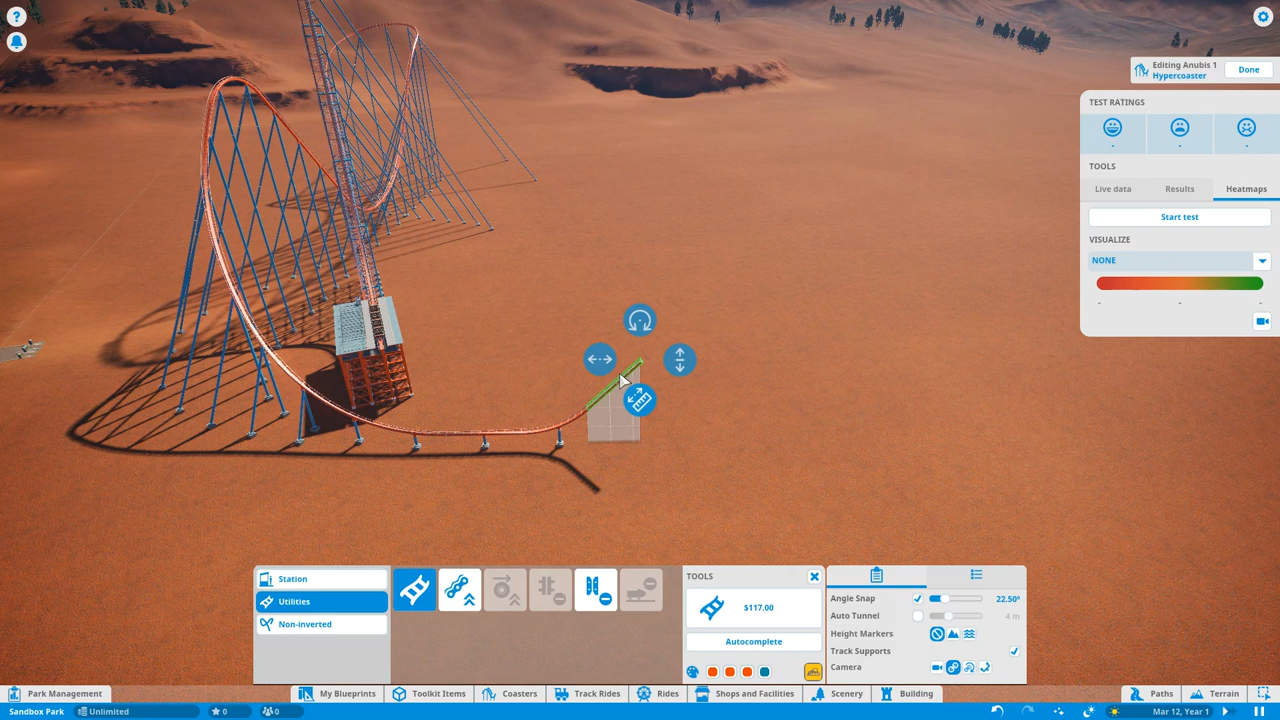 Editing Anubis 1
Hypercoaster
Done
TEST RATINGS
- - -
TOOLS
Live data Results Heatmaps
Start test
VISUALIZE
NONE
- - -
Station
Utilities
Non-inverted
TOOLS
$117.00
Autocomplete
Angle Snap 22.50°
Auto Tunnel 4 m
Height Markers
Track Supports
Camera
Park Management My Blueprints Toolkit Items Coasters Track Rides Rides Shops and Facilities Scenery Building Paths Terrain
Sandbox Park Unlimited 0 0 Mar 12, Year 1